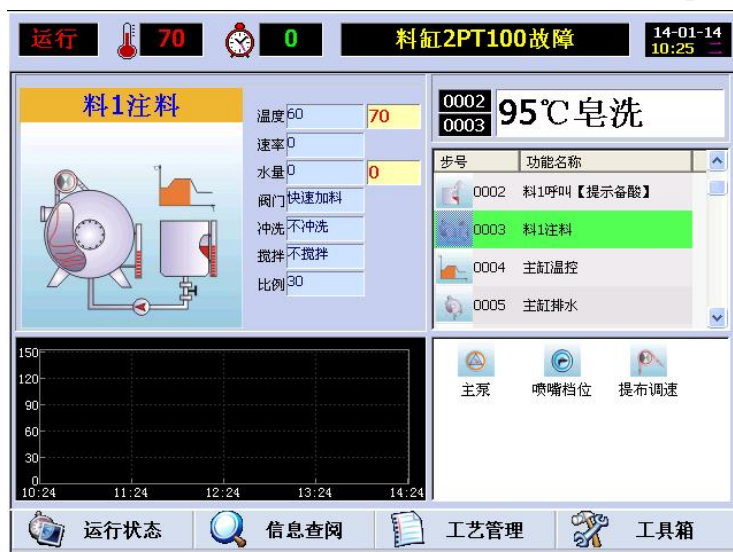 运行 70 0 料缸2PT100故障 14-01-14
10:25 二
料1注料
温度 60 70
速率 0
水量 0 0
阀门 快速加料
冲洗 不冲洗
搅拌 不搅拌
比例 30
0002
0003
95℃皂洗
步号 功能名称
0002 料1呼叫【提示备酸】
0003 料1注料
0004 主缸温控
0005 主缸排水
150
120
90
60
30
0
10:24 11:24 12:24 13:24 14:24
主泵 喷嘴档位 提布调速
运行状态 信息查阅 工艺管理 工具箱